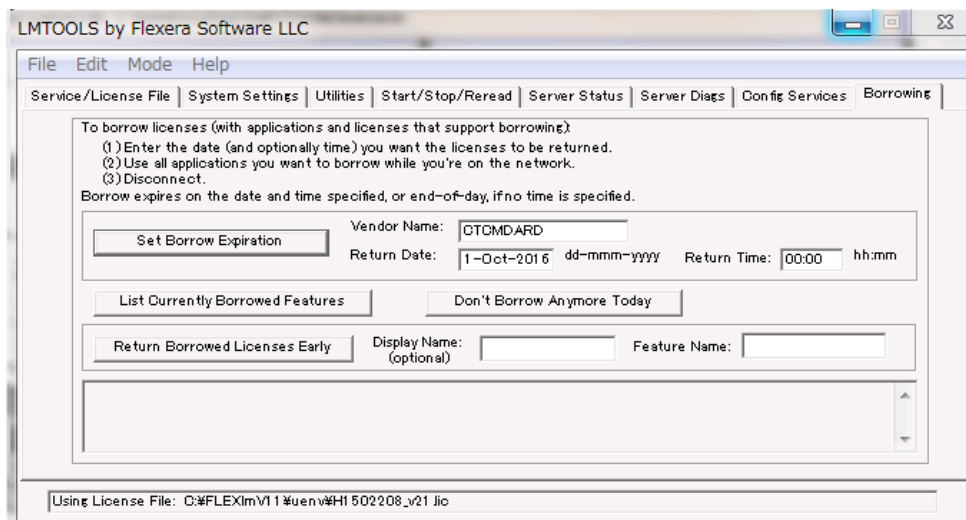 LMTOOLS by Flexera Software LLC
File Edit Mode Help
Service/License File System Settings Utilities Start/Stop/Reread Server Status Server Diags Config Services Borrowing
To borrow licenses (with applications and licenses that support borrowing):
(1)Enter the date (and optionally time) you want the licenses to be returned.
(2)Use all applications you want to borrow while you're on the network.
(3)Disconnect.
Borrow expires on the date and time specified, or end-of-day, if no time is specified.
Set Borrow Expiration Vendor Name: CTCMDARD
Return Date: 1-Oct-2016 dd-mmm-yyyy Return Time: 00:00 hh:mm
List Currently Borrowed Features Don't Borrow Anymore Today
Return Borrowed Licenses Early Display Name: (optional) Feature Name:
Using License File: C:¥FLEXlmV11¥uenv¥H1502208_v21.lic